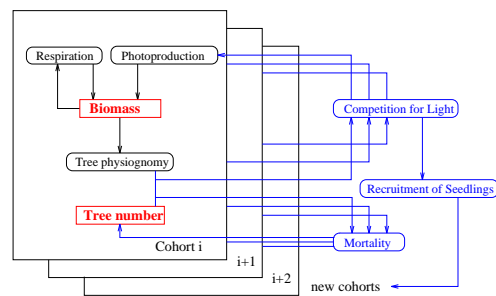 Respiration
Photoproduction
Biomass
Competition for Light
Tree physiognomy
Recruitment of Seedlings
Tree number
Cohort i
Mortality
i+1
i+2
new cohorts